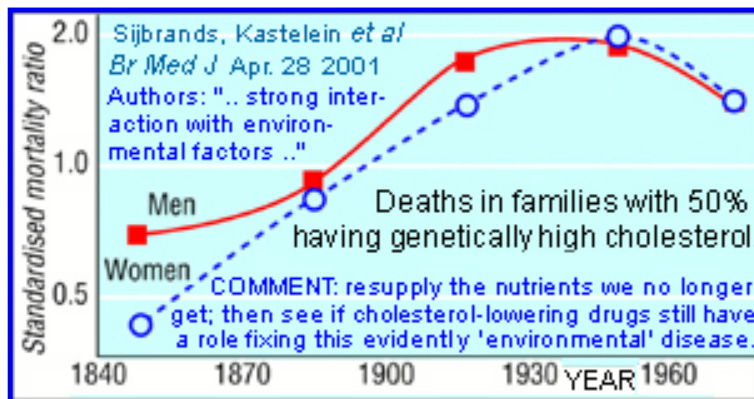 2.0
Sijbrands, Kastelein et al
Br Med J Apr. 28 2001
Authors: ".. strong inter-
action with environ-
mental factors .."
Standardised mortality ratio
1.0
Men
Deaths in families with 50%
having genetically high cholesterol
Women
0.5
COMMENT: resupply the nutrients we no longer
get; then see if cholesterol-lowering drugs still have
a role fixing this evidently 'environmental' disease.
1840 1870 1900 1930 YEAR 1960